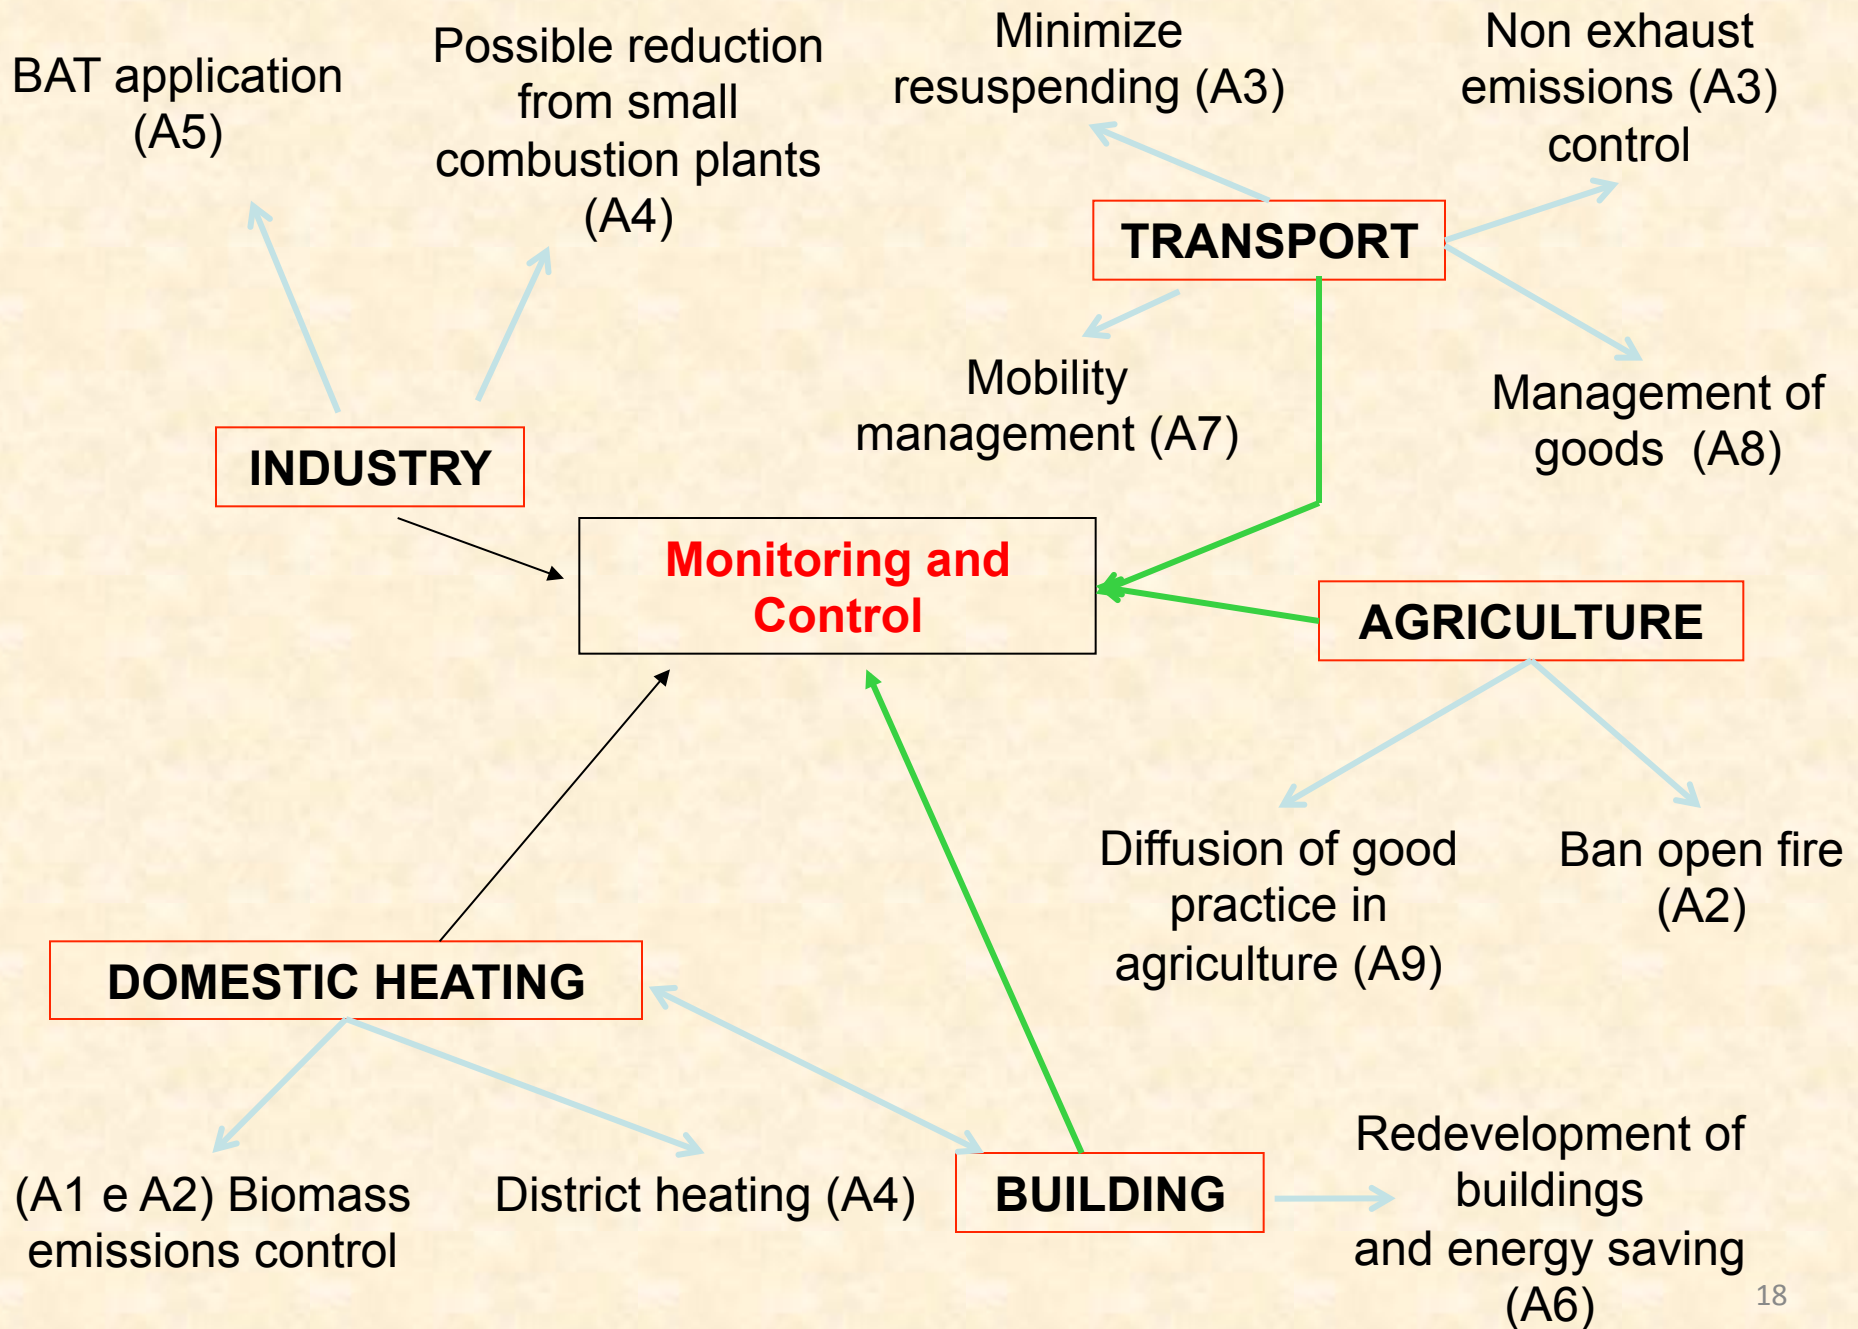 BAT application
(A5)
Possible reduction
from small
combustion plants
(A4)
Minimize
resuspending (A3)
Non exhaust
emissions (A3)
control
TRANSPORT
Mobility
management (A7)
Management of
goods (A8)
INDUSTRY
Monitoring and
Control
AGRICULTURE
Diffusion of good
practice in
agriculture (A9)
Ban open fire
(A2)
DOMESTIC HEATING
(A1 e A2) Biomass
emissions control
District heating (A4)
BUILDING
Redevelopment of
buildings
and energy saving
(A6)
18